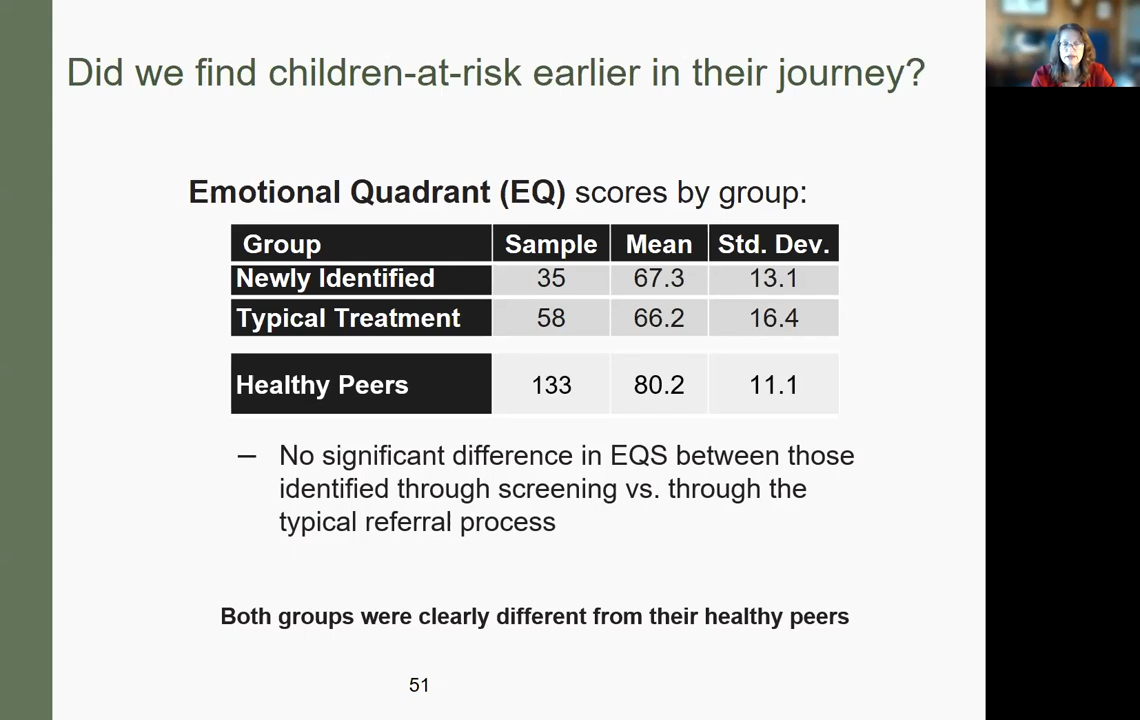 Did we find children-at-risk earlier in their journey?
Emotional Quadrant (EQ) scores by group:
Group Sample Mean Std. Dev.
Newly Identified 35 67.3 13.1
Typical Treatment 58 66.2 16.4
Healthy Peers 133 80.2 11.1
– No significant difference in EQS between those
identified through screening vs. through the
typical referral process
Both groups were clearly different from their healthy peers
51